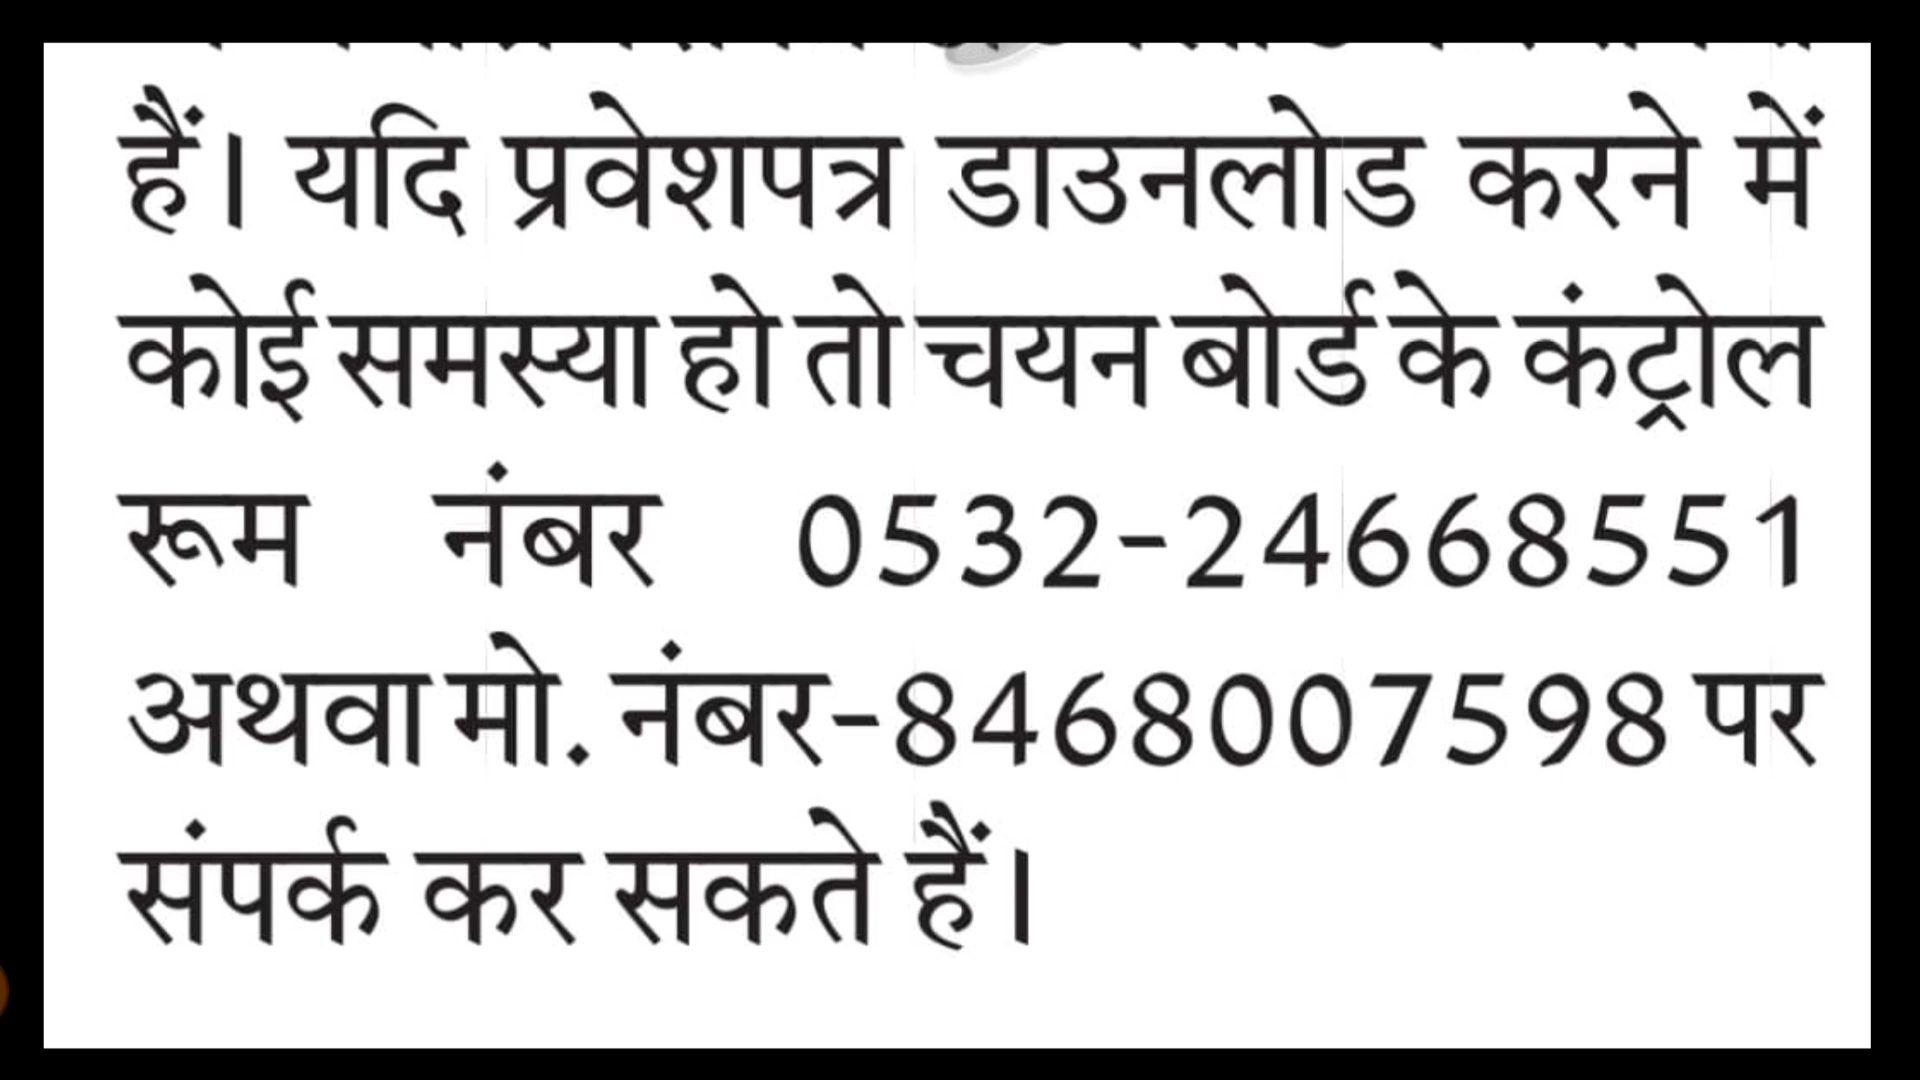 हैं। यदि प्रवेशपत्र डाउनलोड करने में
कोई समस्या हो तो चयन बोर्ड के कंट्रोल
रूम नंबर 0532-24668551
अथवा मो. नंबर-8468007598 पर
संपर्क कर सकते हैं।